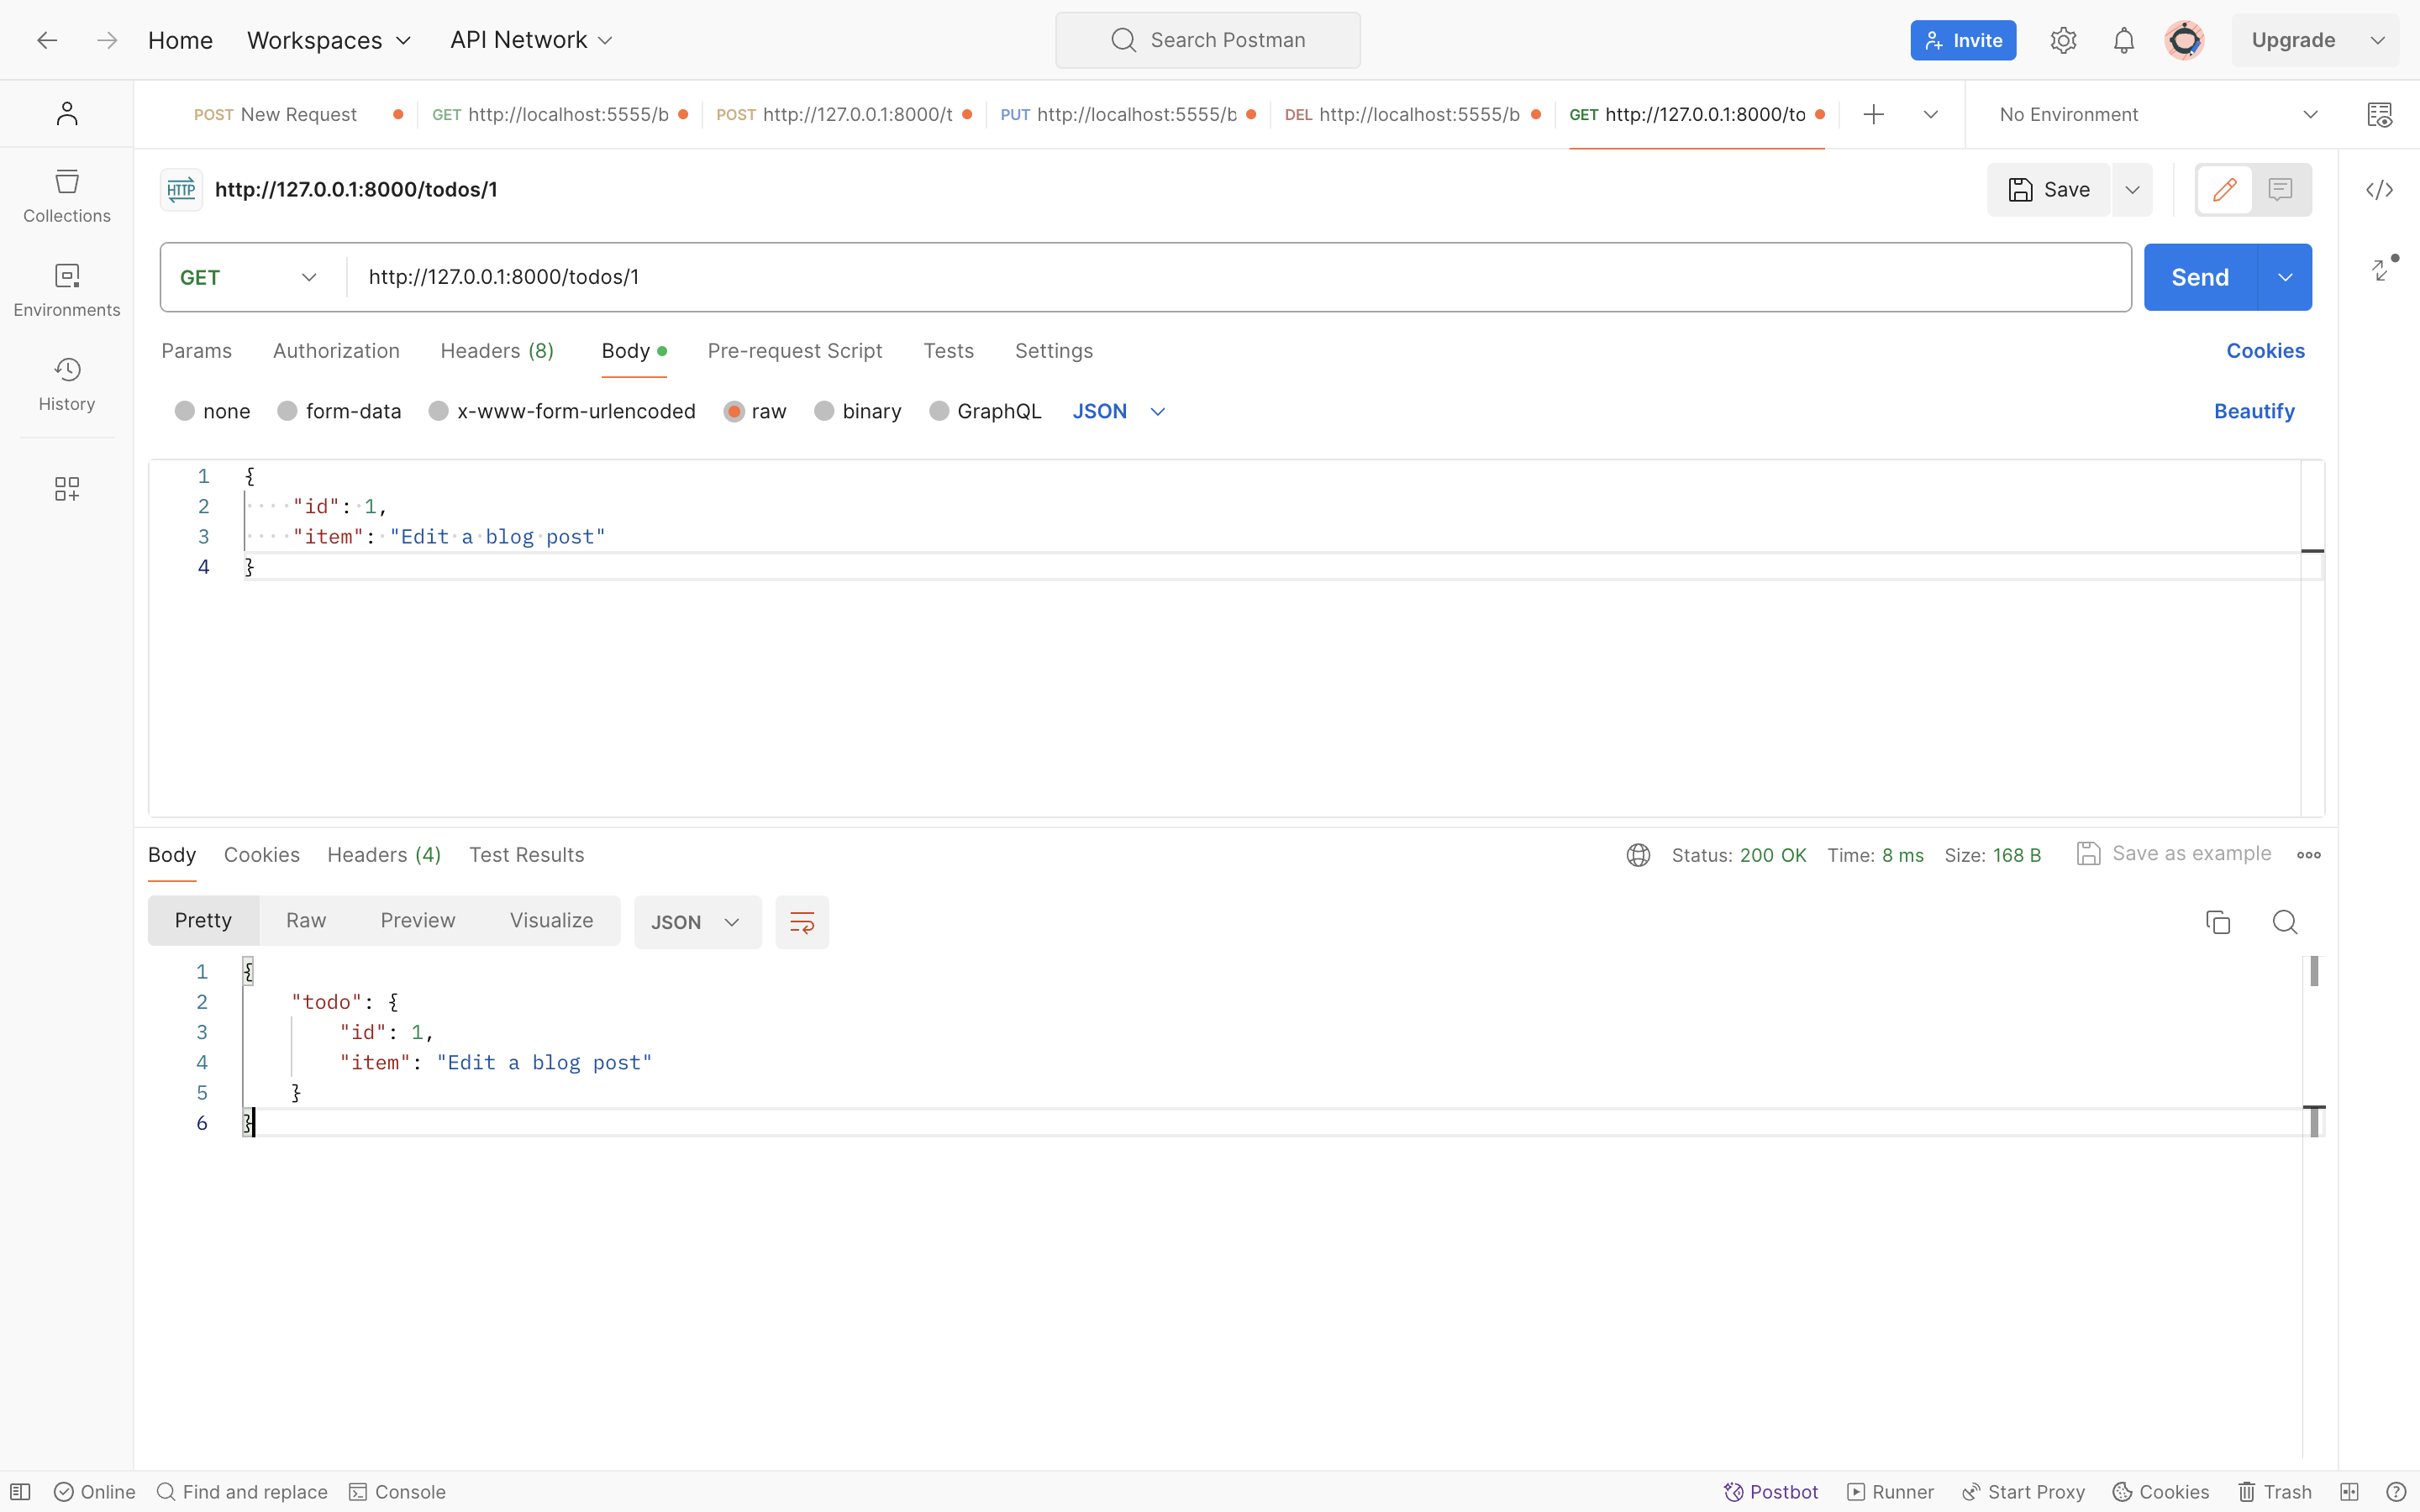 Home Workspaces API Network Search Postman Invite Upgrade
POST New Request GET http://localhost:5555/b POST http://127.0.0.1:8000/t PUT http://localhost:5555/b DEL http://localhost:5555/b GET http://127.0.0.1:8000/to No Environment
HTTP http://127.0.0.1:8000/todos/1 Save
Collections
GET http://127.0.0.1:8000/todos/1 Send
Environments
Params Authorization Headers (8) Body Pre-request Script Tests Settings Cookies
History
none form-data x-www-form-urlencoded raw binary GraphQL JSON Beautify
1 {
2 "id": 1,
3 "item": "Edit a blog post"
4 }
Body Cookies Headers (4) Test Results Status: 200 OK Time: 8 ms Size: 168 B Save as example
Pretty Raw Preview Visualize JSON
1 {
2 "todo": {
3 "id": 1,
4 "item": "Edit a blog post"
5 }
6 }
Online Find and replace Console Postbot Runner Start Proxy Cookies Trash